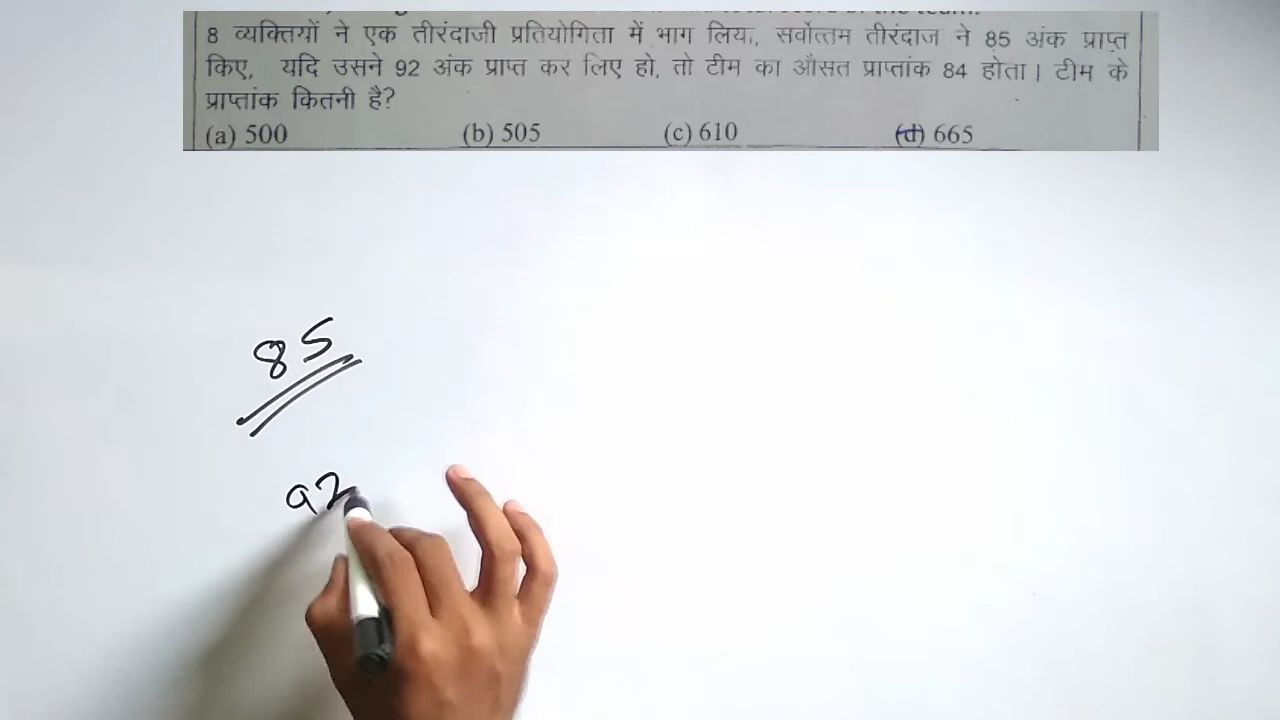 8 व्यक्तियों ने एक तीरंदाजी प्रतियोगिता में भाग लिया, सर्वोत्तम तीरंदाज ने 85 अंक प्राप्त
किए, यदि उसने 92 अंक प्राप्त कर लिए हो, तो टीम का औसत प्राप्तांक 84 होता। टीम के
प्राप्तांक कितनी है?
(a) 500 (b) 505 (c) 610 (d) 665
85
92